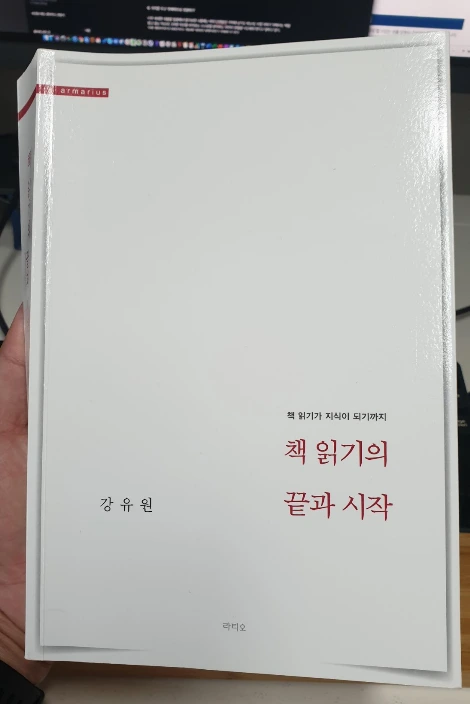 armarius
책 읽기가 지식이 되기까지
책 읽기의
끝과 시작
강유원
라티오